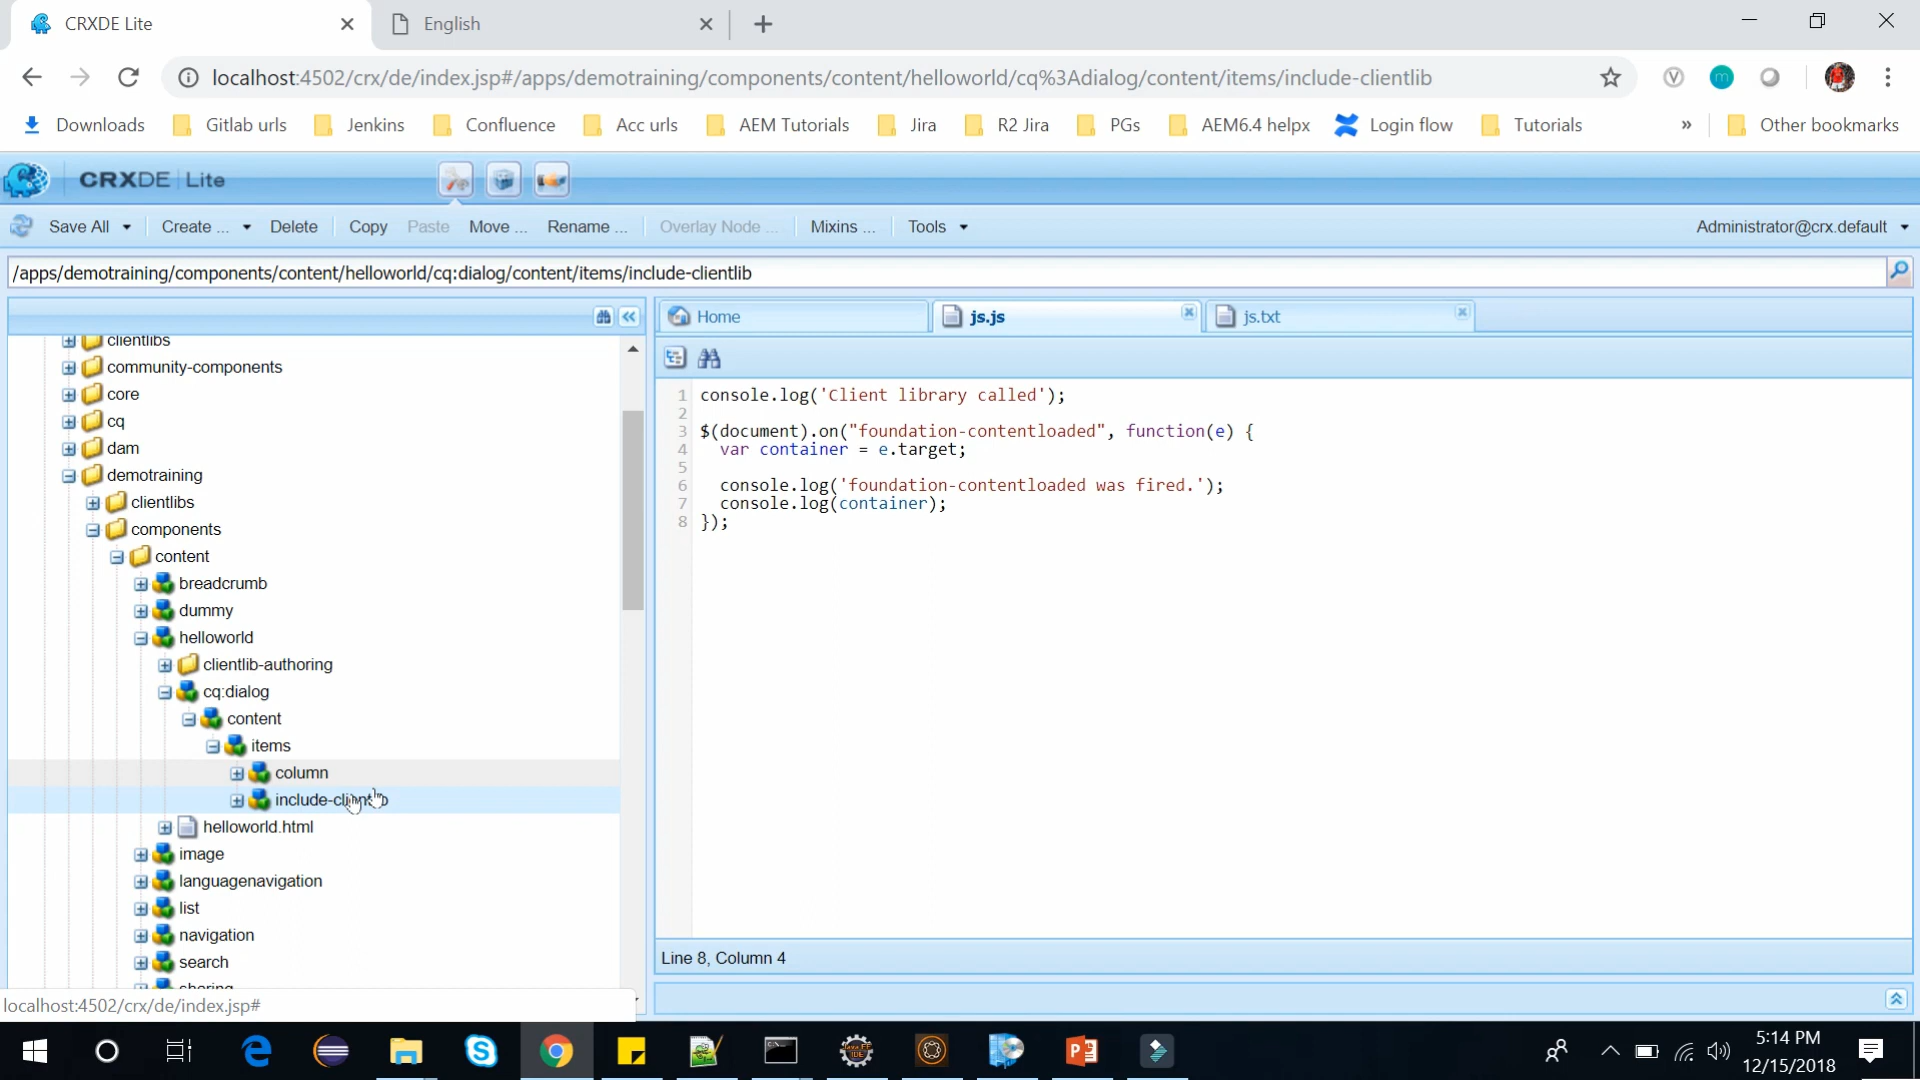 CRXDE Lite
English
localhost:4502/crx/de/index.jsp#/apps/demotraining/components/content/helloworld/cq%3Adialog/content/items/include-clientlib
Downloads
Gitlab urls
Jenkins
Confluence
Acc urls
AEM Tutorials
Jira
R2 Jira
PGs
AEM6.4 helpx
Login flow
Tutorials
»
Other bookmarks
CRXDE | Lite
Save All
Create ...
Delete
Copy
Paste
Move ...
Rename ...
Overlay Node ...
Mixins ...
Tools
Administrator@crx.default
/apps/demotraining/components/content/helloworld/cq:dialog/content/items/include-clientlib
Home
js.js
js.txt
clientlibs
community-components
core
cq
dam
demotraining
clientlibs
components
content
breadcrumb
dummy
helloworld
clientlib-authoring
cq:dialog
content
items
column
include-clientlib
helloworld.html
image
languagenavigation
list
navigation
search
sharing
localhost:4502/crx/de/index.jsp#
1 console.log('Client library called');
2
3 $(document).on("foundation-contentloaded", function(e) {
4 var container = e.target;
5
6 console.log('foundation-contentloaded was fired.');
7 console.log(container);
8 });
Line 8, Column 4
5:14 PM
12/15/2018